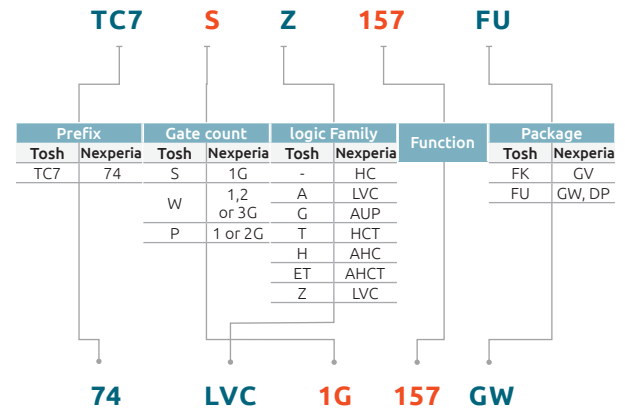 TC7 S Z 157 FU
Prefix Gate count logic Family Function Package
Tosh Nexperia Tosh Nexperia Tosh Nexperia Tosh Nexperia
TC7 74 S 1G - HC FK GV
W 1,2 or 3G A LVC FU GW, DP
G AUP
P 1 or 2G T HCT
H AHC
ET AHCT
Z LVC
74 LVC 1G 157 GW